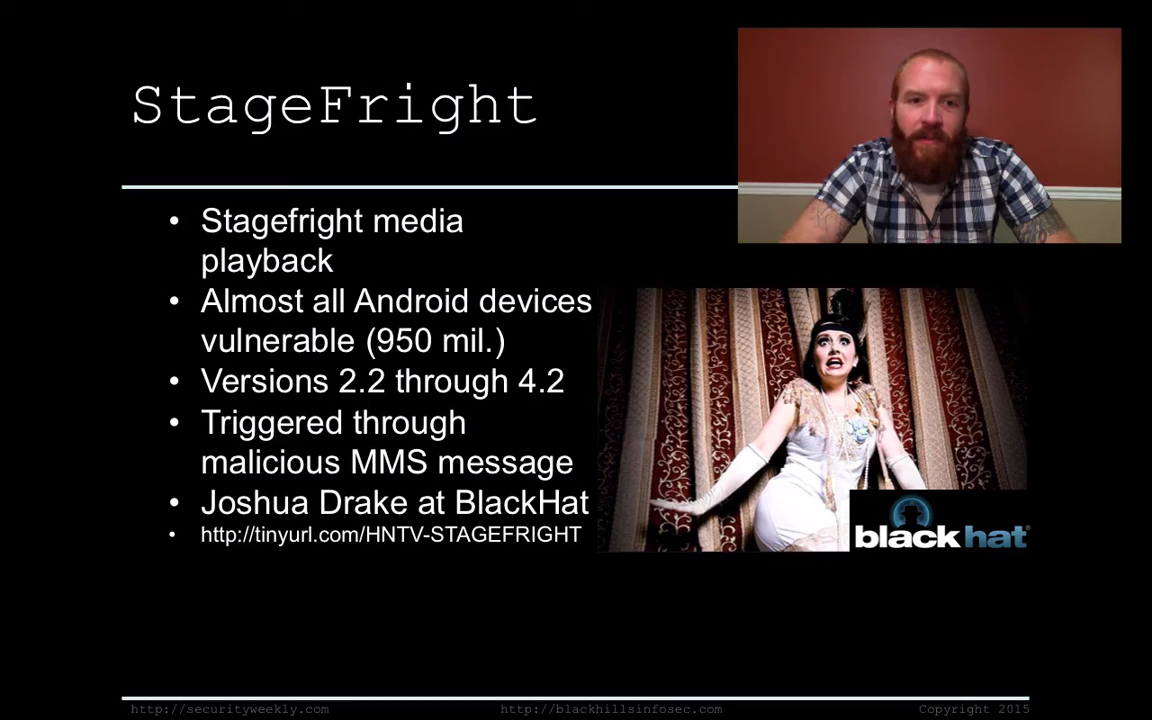 StageFright
• Stagefright media
playback
• Almost all Android devices
vulnerable (950 mil.)
• Versions 2.2 through 4.2
• Triggered through
malicious MMS message
• Joshua Drake at BlackHat
• http://tinyurl.com/HNTV-STAGEFRIGHT
black hat®
http://securityweekly.com
http://blackhillsinfosec.com
Copyright 2015